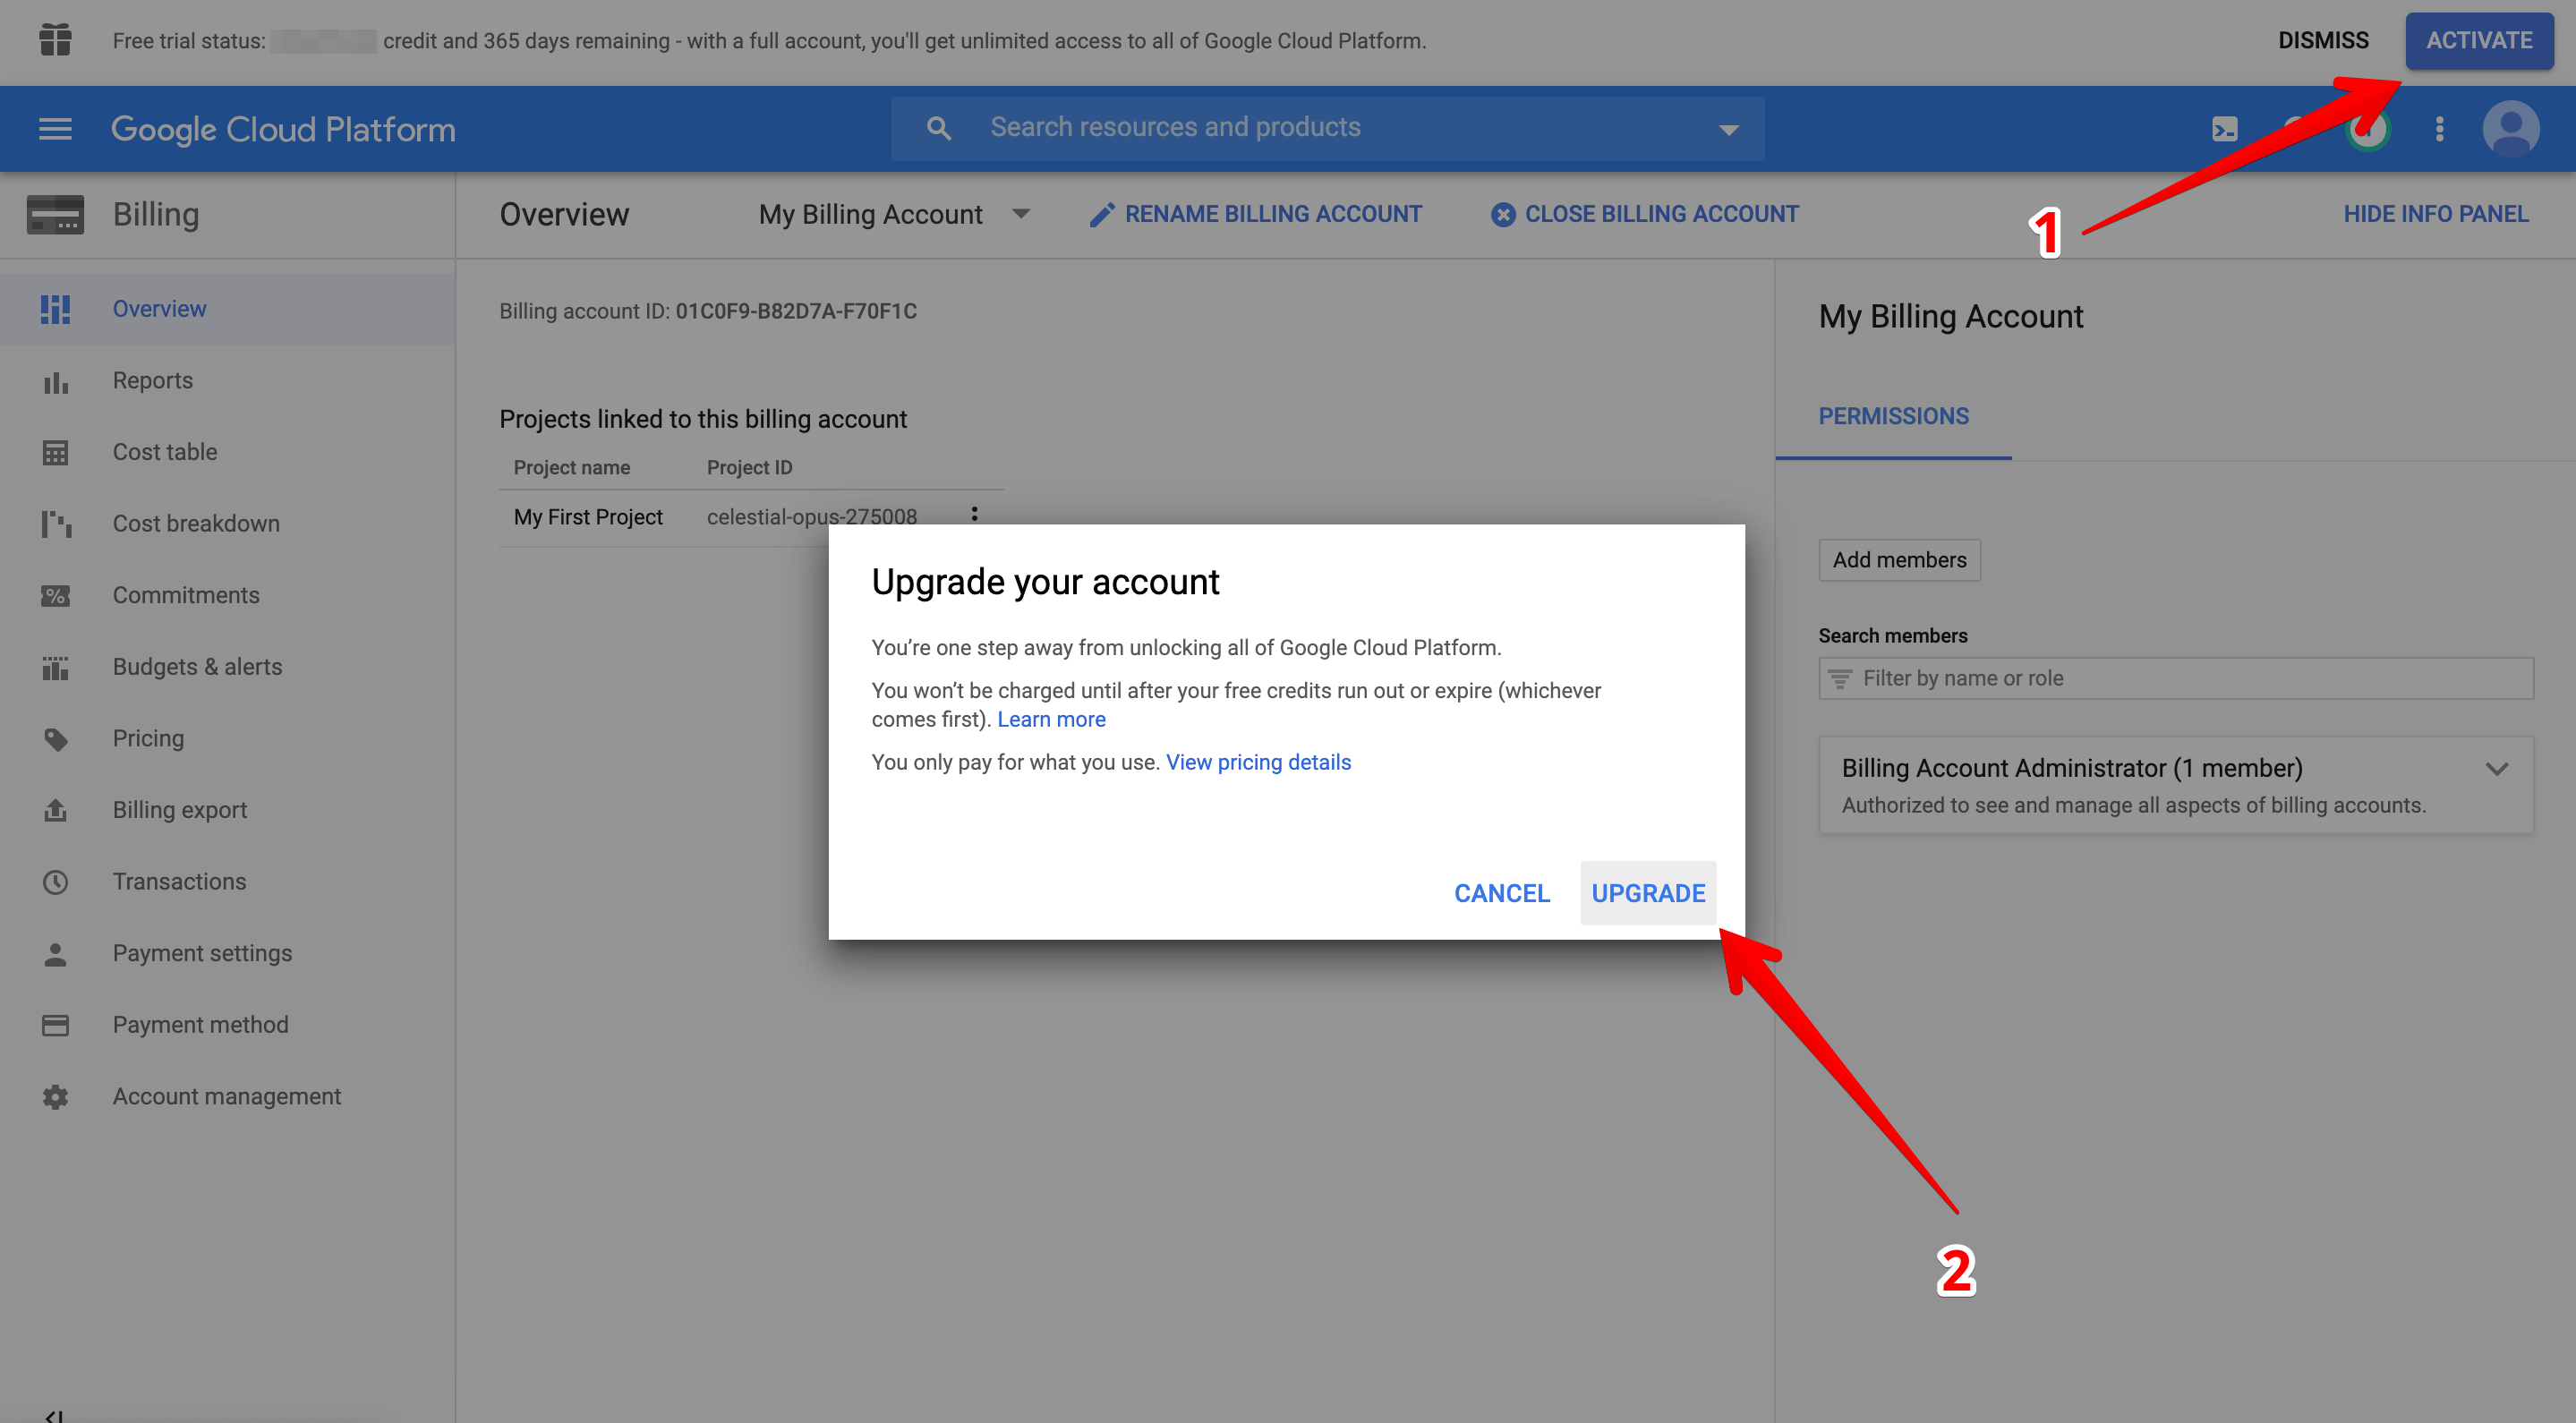 Free trial status: credit and 365 days remaining - with a full account, you'll get unlimited access to all of Google Cloud Platform.
DISMISS
ACTIVATE
Google Cloud Platform
Search resources and products
1
Billing
Overview
My Billing Account
RENAME BILLING ACCOUNT
CLOSE BILLING ACCOUNT
HIDE INFO PANEL
Overview
Reports
Cost table
Cost breakdown
Commitments
Budgets & alerts
Pricing
Billing export
Transactions
Payment settings
Payment method
Account management
Billing account ID: 01C0F9-B82D7A-F70F1C
Projects linked to this billing account
Project name Project ID
My First Project celestial-opus-275008
Upgrade your account
You're one step away from unlocking all of Google Cloud Platform.
You won't be charged until after your free credits run out or expire (whichever
comes first). Learn more
You only pay for what you use. View pricing details
CANCEL
UPGRADE
2
My Billing Account
PERMISSIONS
Add members
Search members
Filter by name or role
Billing Account Administrator (1 member)
Authorized to see and manage all aspects of billing accounts.